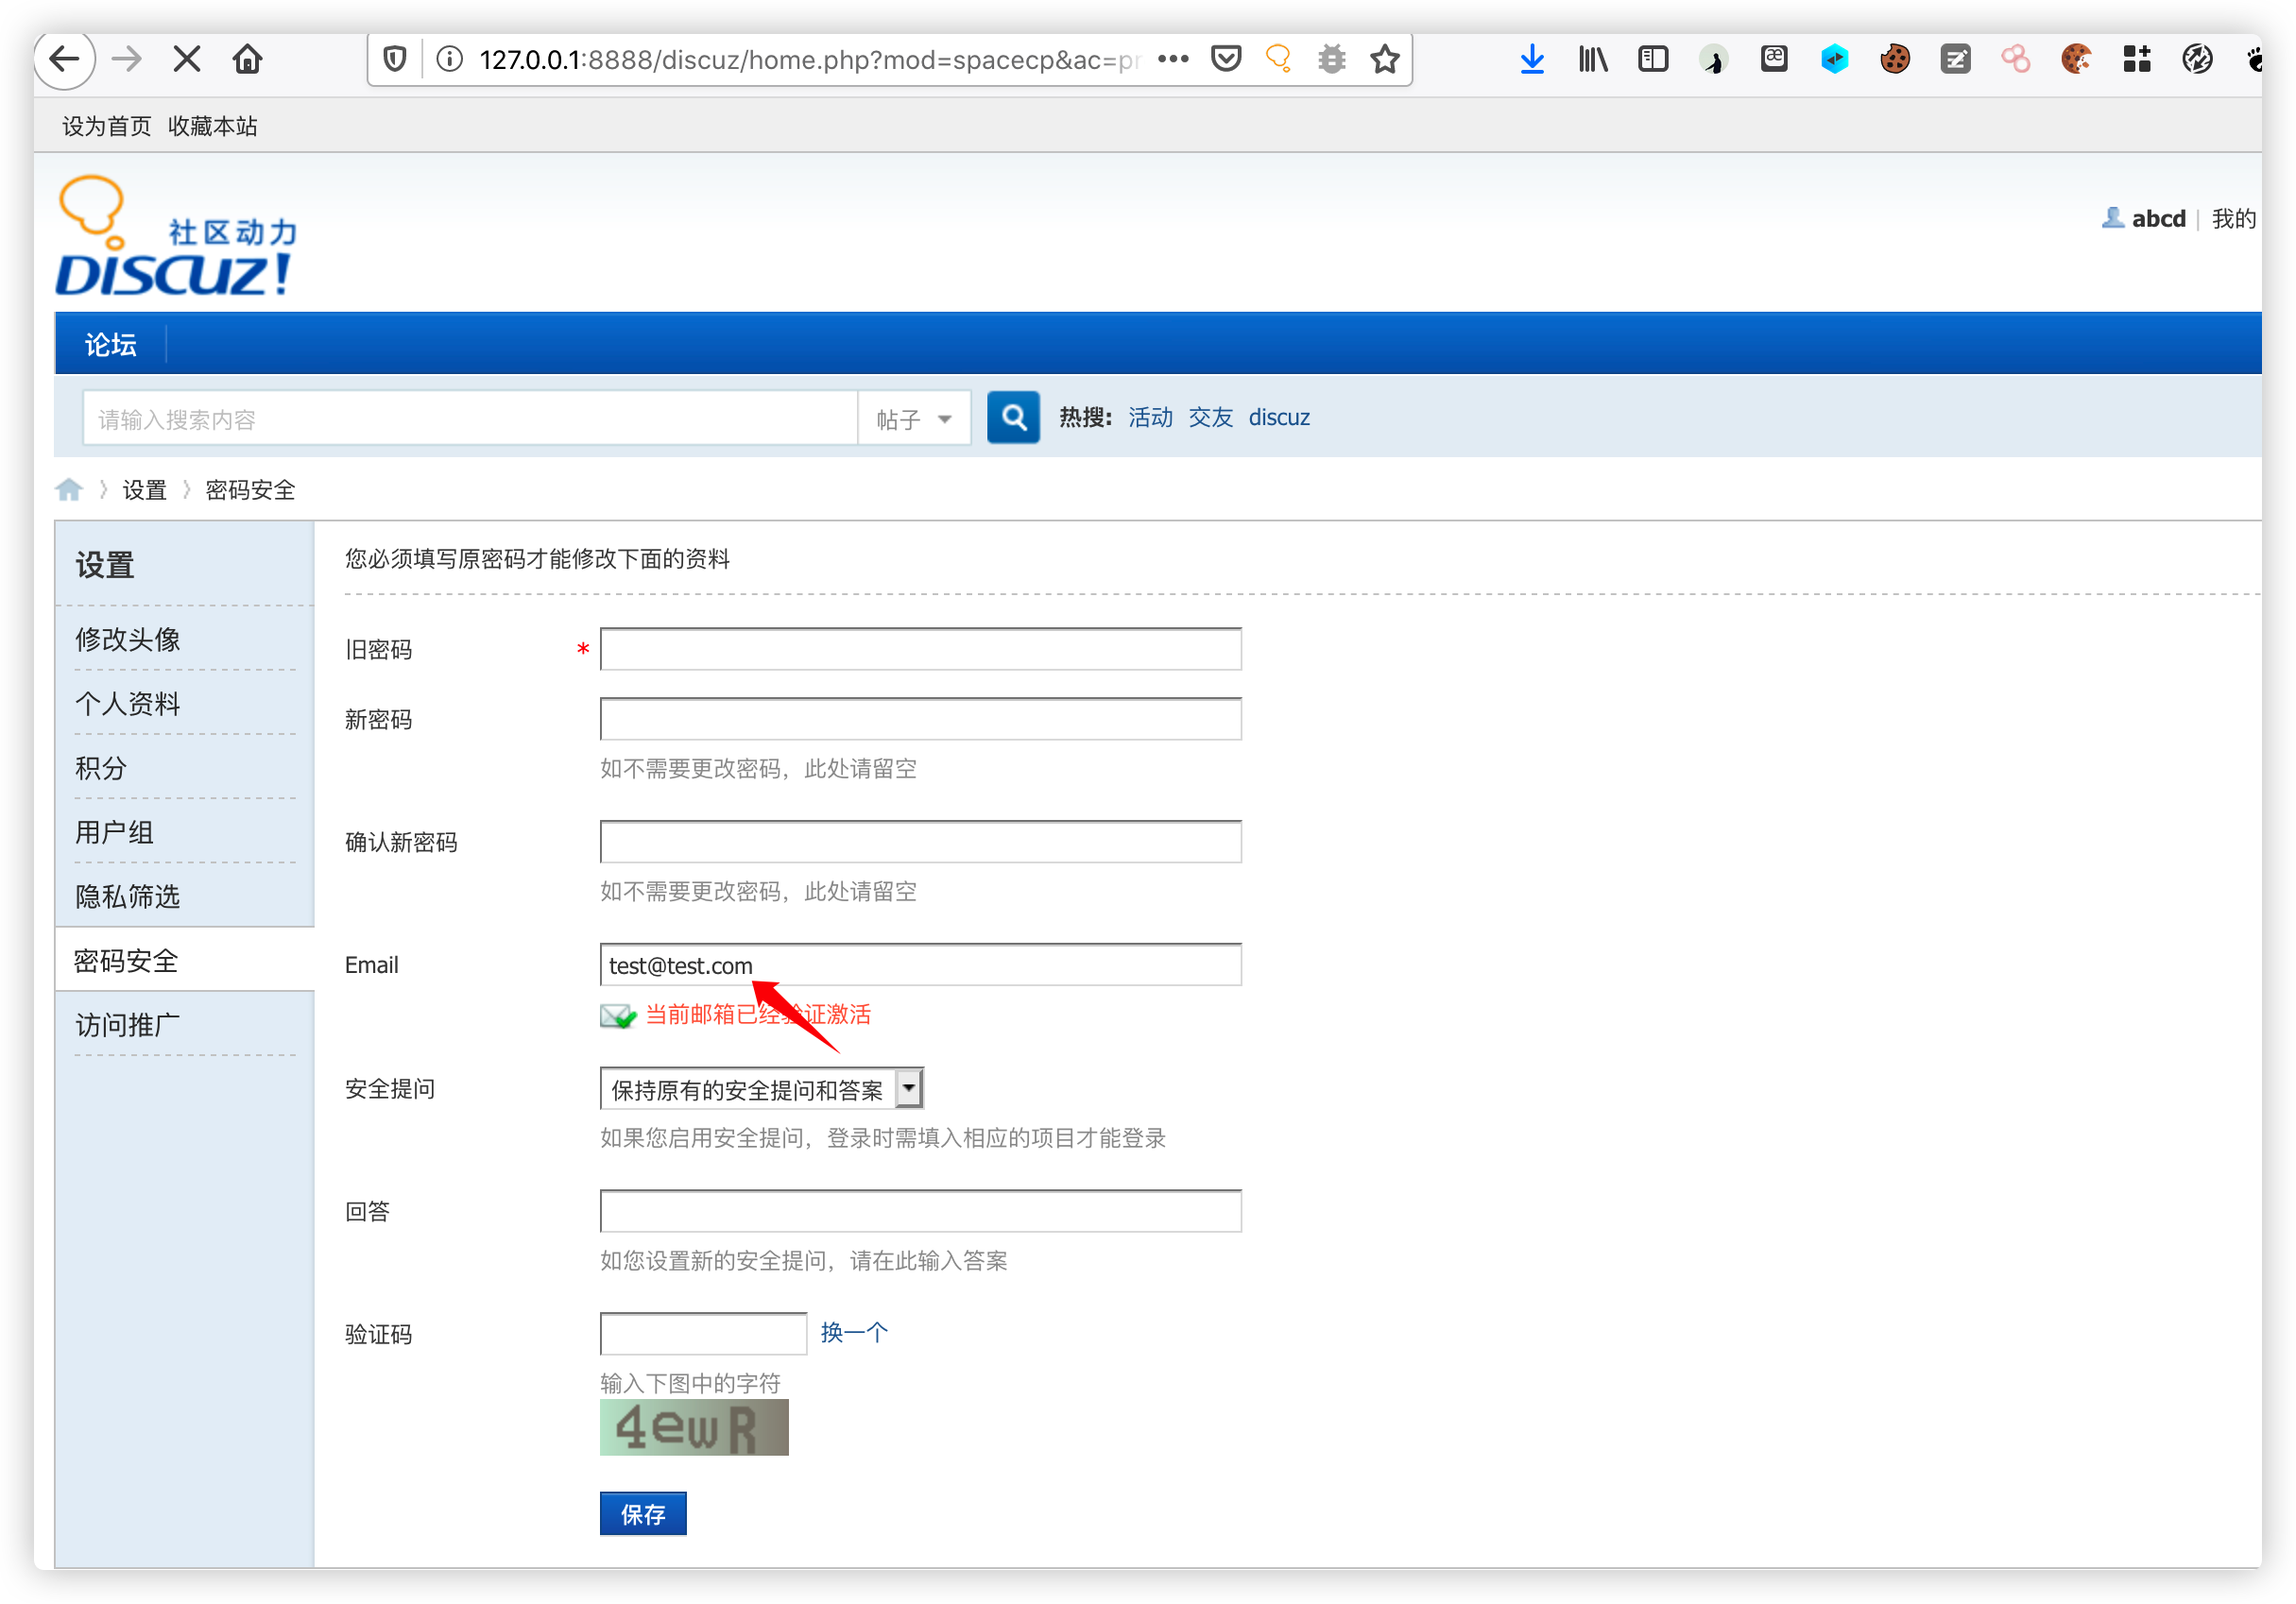 127.0.0.1:8888/discuz/home.php?mod=spacecp&ac=pr
设为首页 收藏本站
社区动力
DISCUZ!
abcd | 我的
论坛
请输入搜索内容 帖子 热搜: 活动 交友 discuz
设置 密码安全
设置
修改头像
个人资料
积分
用户组
隐私筛选
密码安全
访问推广
您必须填写原密码才能修改下面的资料
旧密码 *
新密码
如不需要更改密码，此处请留空
确认新密码
如不需要更改密码，此处请留空
Email test@test.com
当前邮箱已经验证激活
安全提问 保持原有的安全提问和答案
如果您启用安全提问，登录时需填入相应的项目才能登录
回答
如您设置新的安全提问，请在此输入答案
验证码 换一个
输入下图中的字符
4ewR
保存